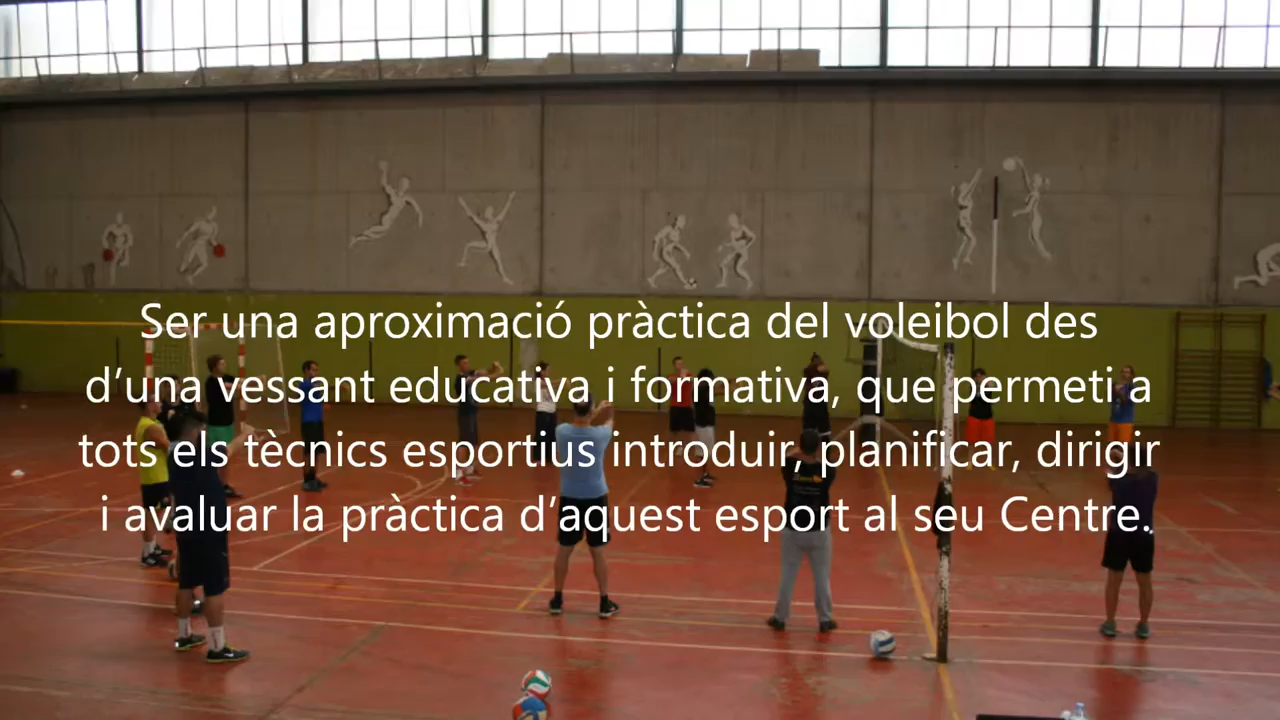 Ser una aproximació pràctica del voleibol des
d’una vessant educativa i formativa, que permeti a
tots els tècnics esportius introduir, planificar, dirigir
i avaluar la pràctica d’aquest esport al seu Centre.